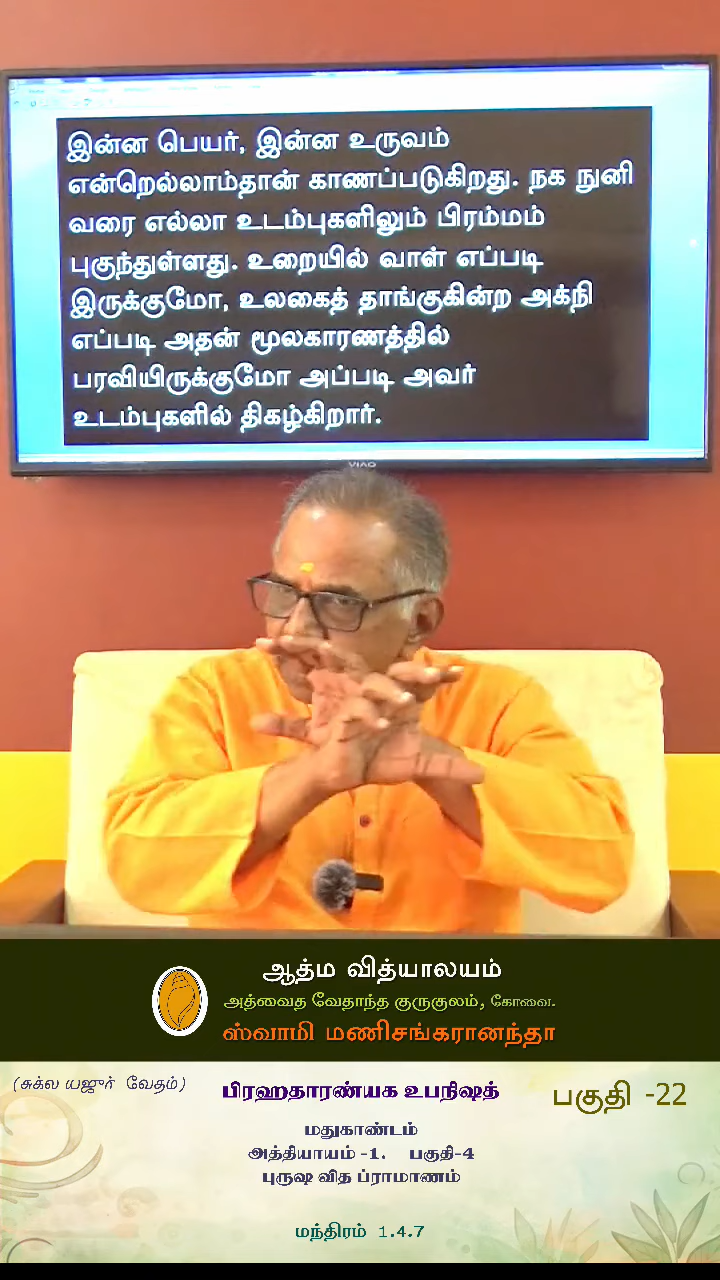 இன்ன பெயர், இன்ன உருவம்
என்றெல்லாம்தான் காணப்படுகிறது. நக நுனி
வரை எல்லா உடம்புகளிலும் பிரம்மம்
புகுந்துள்ளது. உறையில் வாள் எப்படி
இருக்குமோ, உலகைத் தாங்குகின்ற அக்னி
எப்படி அதன் மூலகாரணத்தில்
பரவியிருக்குமோ அப்படி அவர்
உடம்புகளில் திகழ்கிறார்.
VIAO
ஆத்ம வித்யாலயம்
அத்வைத வேதாந்த குருகுலம், கோவை.
ஸ்வாமி மணிசங்கரானந்தா
(சுக்ல யஜுர் வேதம்)
பிரஹதாரண்யக உபநிஷத்
பகுதி -22
மதுகாண்டம்
அத்தியாயம் -1. பகுதி-4
புருஷ வித ப்ராமாணம்
மந்திரம் 1.4.7